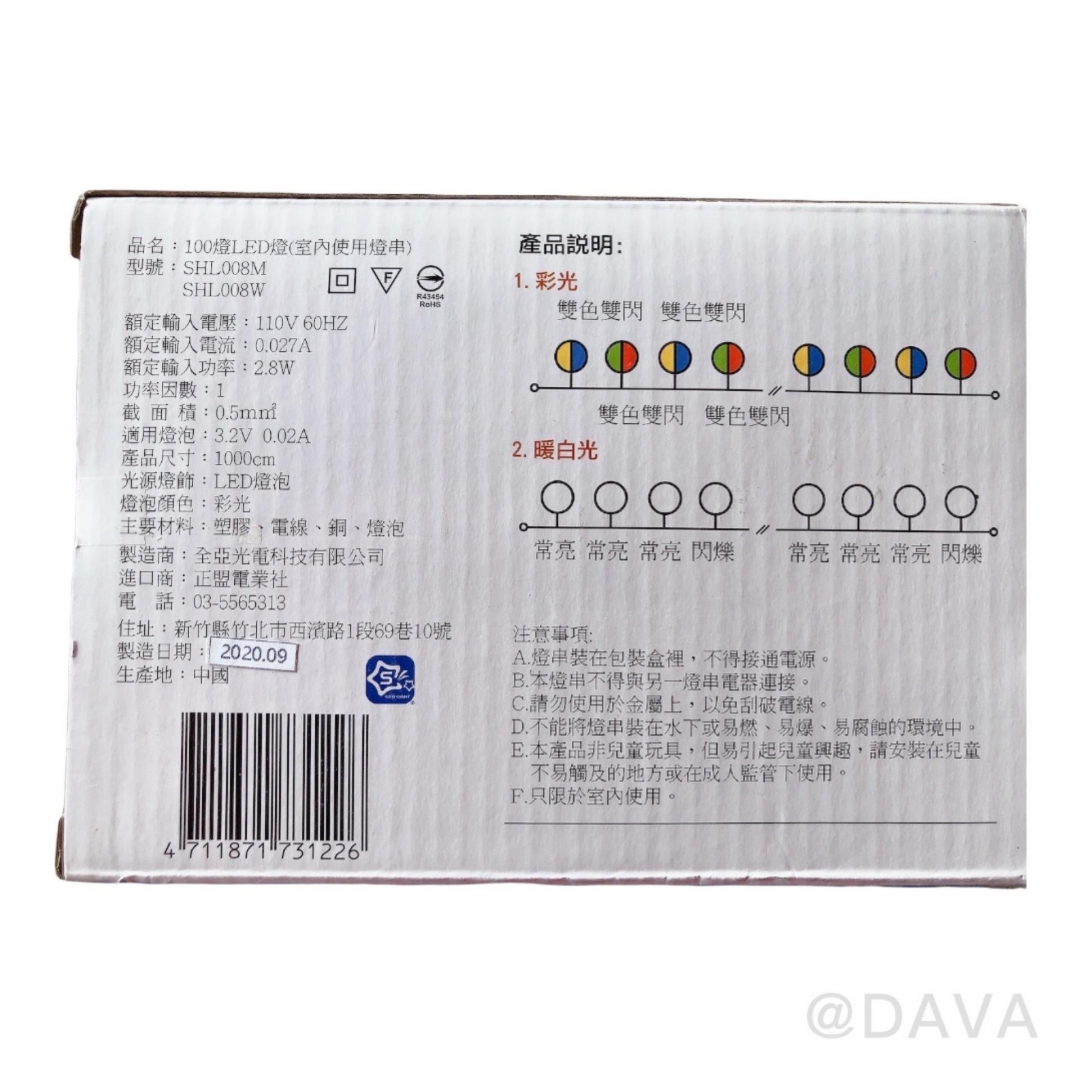 品名：100燈LED燈(室內使用燈串)
型號：SHL008M
SHL008W
F
R43454
RoHS
額定輸入電壓：110V 60HZ
額定輸入電流：0.027A
額定輸入功率：2.8W
功率因數：1
截 面 積：0.5mm²
適用燈泡：3.2V 0.02A
產品尺寸：1000cm
光源燈飾：LED燈泡
燈泡顏色：彩光
主要材料：塑膠、電線、銅、燈泡
製造商：全亞光電科技有限公司
進口商：正盟電業社
電 話：03-5565313
住址：新竹縣竹北市西濱路1段69巷10號
製造日期：2020.09
生產地：中國
S
4 711871 731226
產品説明：
1. 彩光
雙色雙閃 雙色雙閃
雙色雙閃 雙色雙閃
2. 暖白光
常亮 常亮 常亮 閃爍 常亮 常亮 常亮 閃爍
注意事項:
A.燈串裝在包裝盒裡，不得接通電源。
B.本燈串不得與另一燈串電器連接。
C.請勿使用於金屬上，以免刮破電線。
D.不能將燈串裝在水下或易燃、易爆、易腐蝕的環境中。
E.本產品非兒童玩具，但易引起兒童興趣，請安裝在兒童
不易觸及的地方或在成人監管下使用。
F.只限於室內使用。
@DAVA